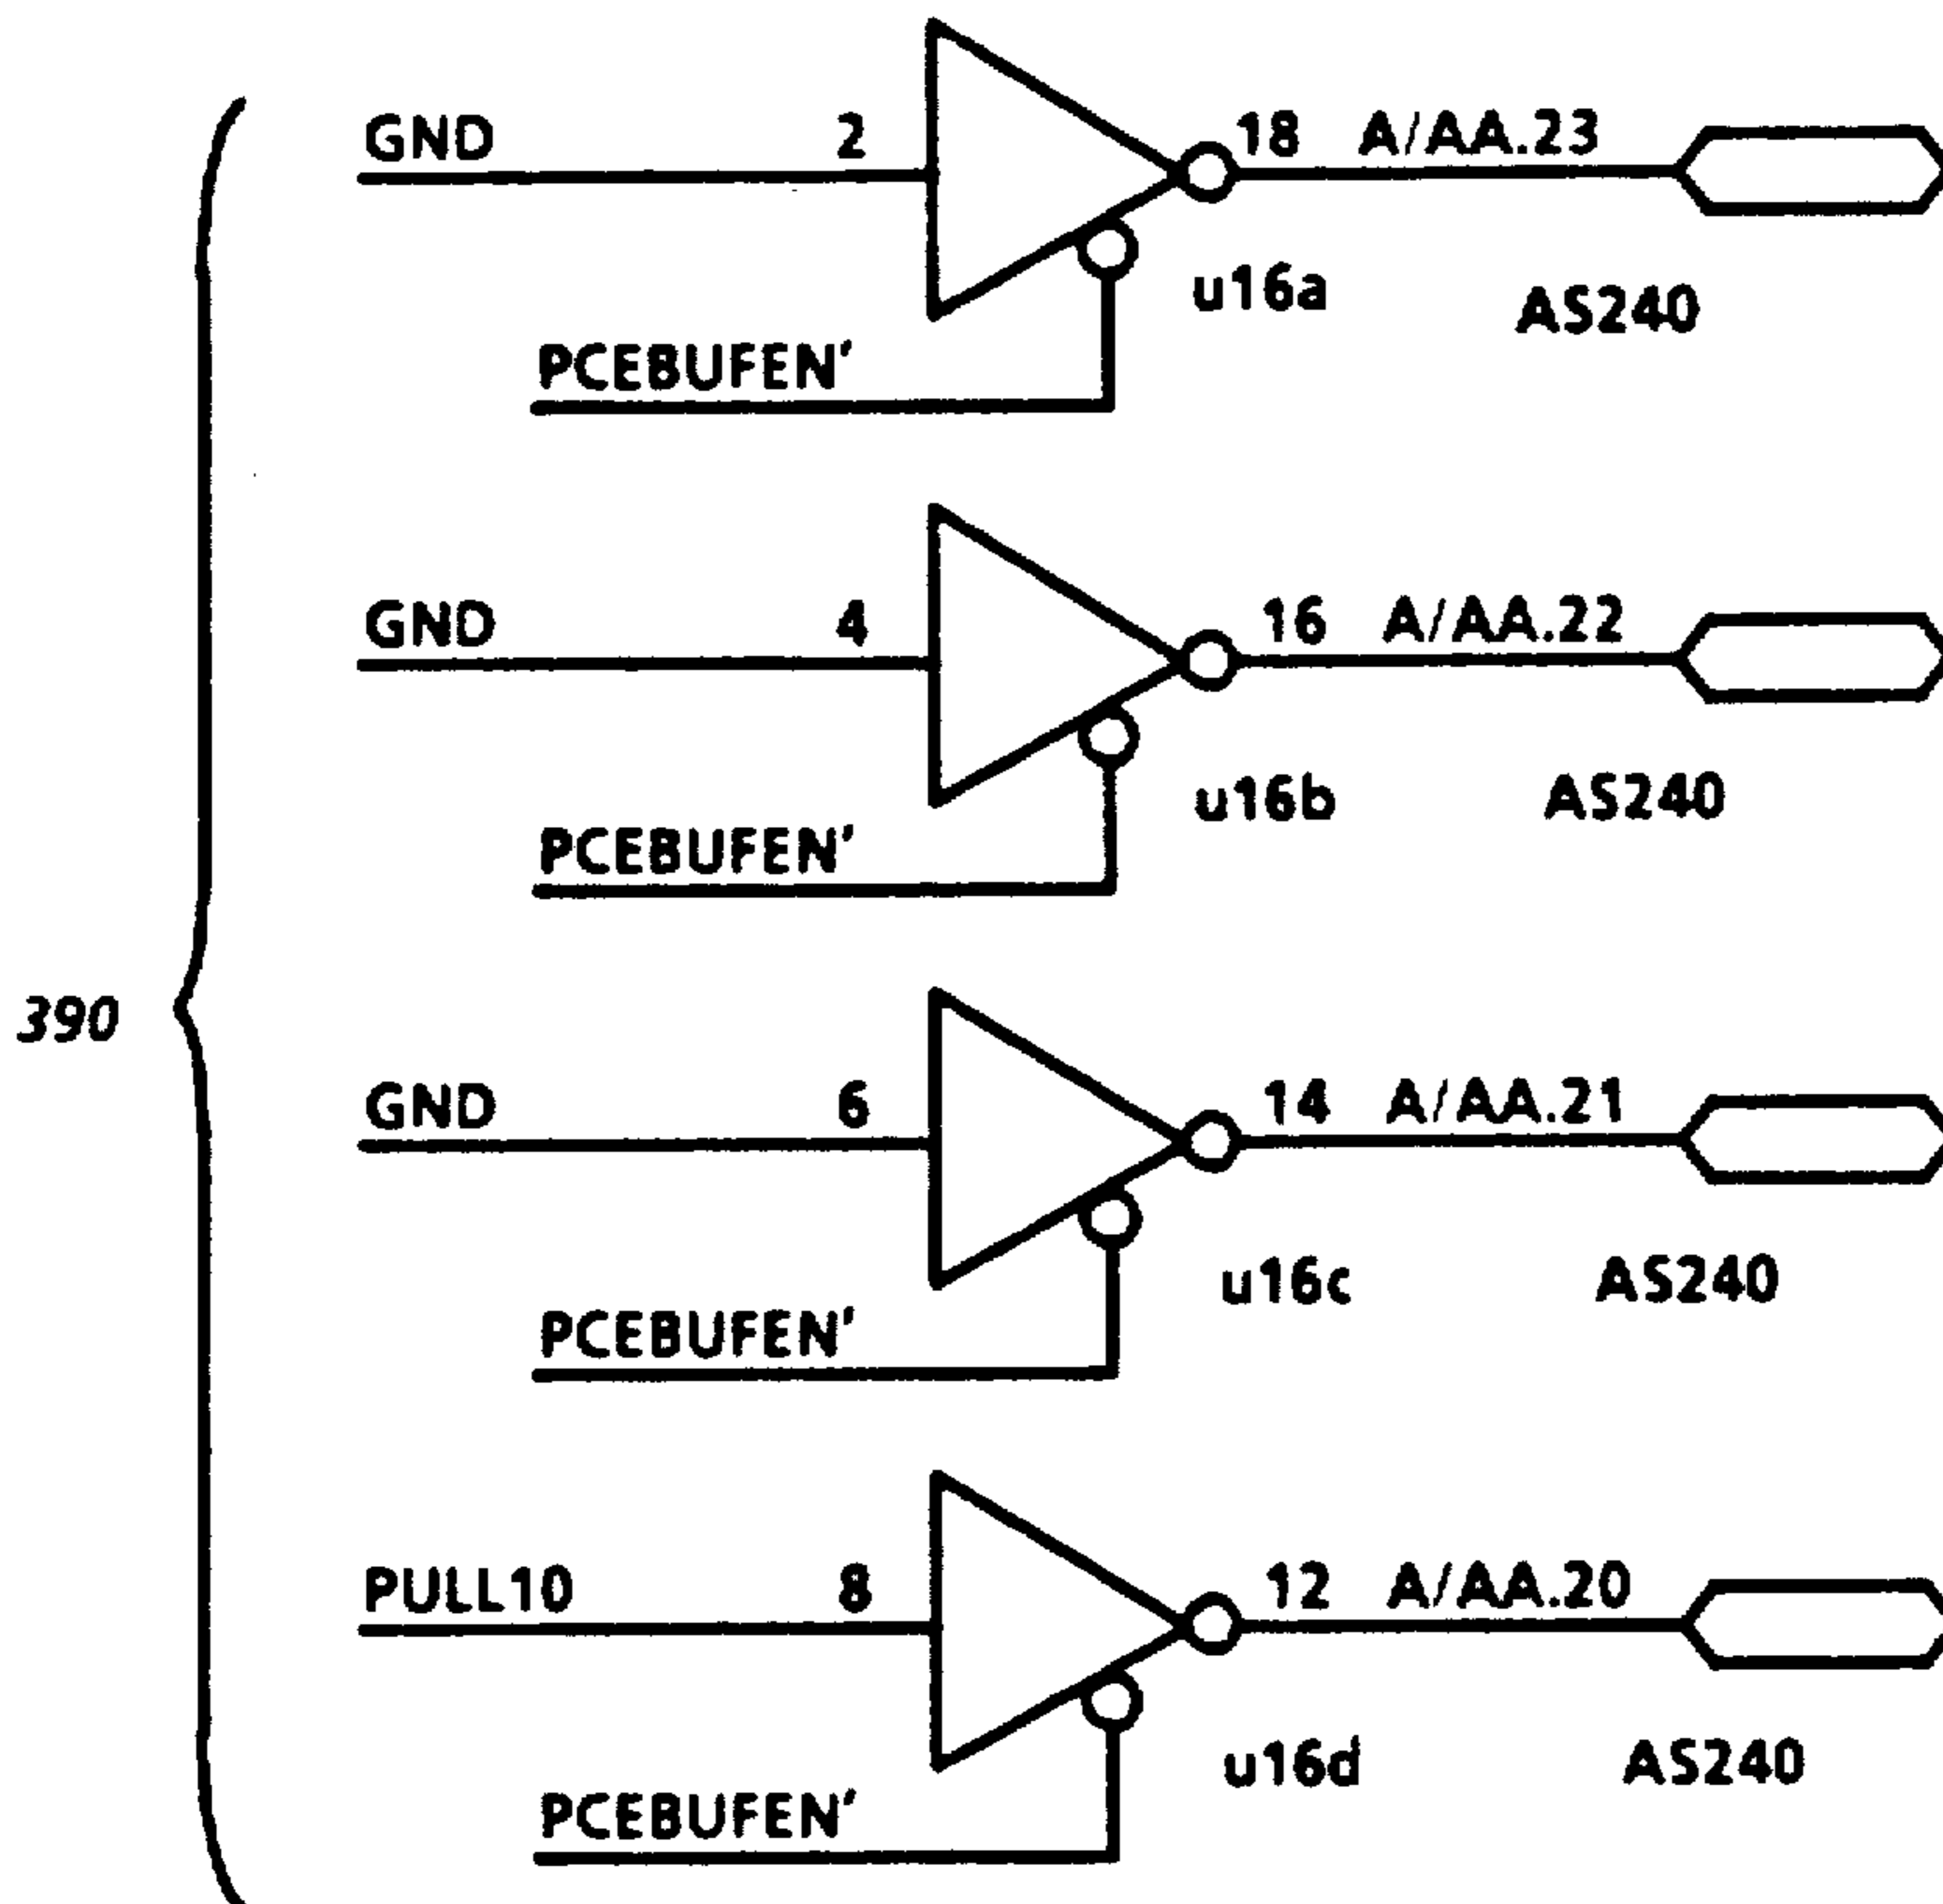 GND 2 18 A/AA.23
u16a AS240
PCEBUFEN'
GND 4 16 A/AA.22
u16b AS240
PCEBUFEN'
390
GND 6 14 A/AA.21
u16c AS240
PCEBUFEN'
PULL10 8 12 A/AA.20
u16d AS240
PCEBUFEN'